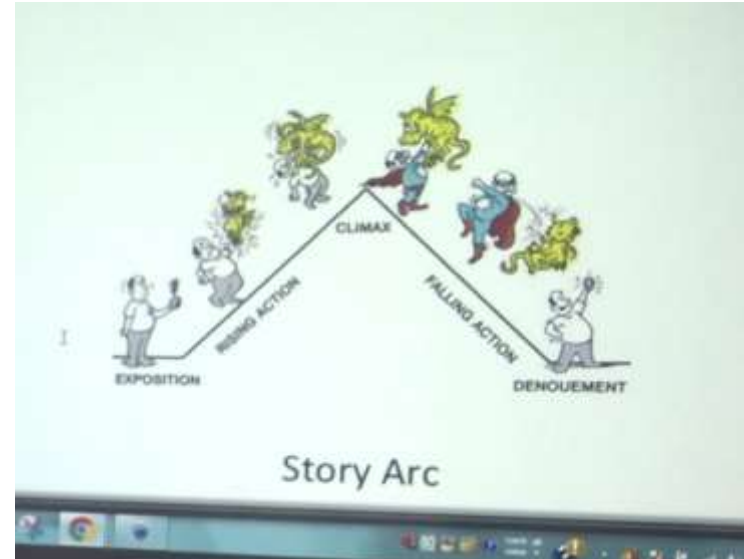 CLIMAX
RISING ACTION
FALLING ACTION
EXPOSITION
DENOUEMENT
Story Arc